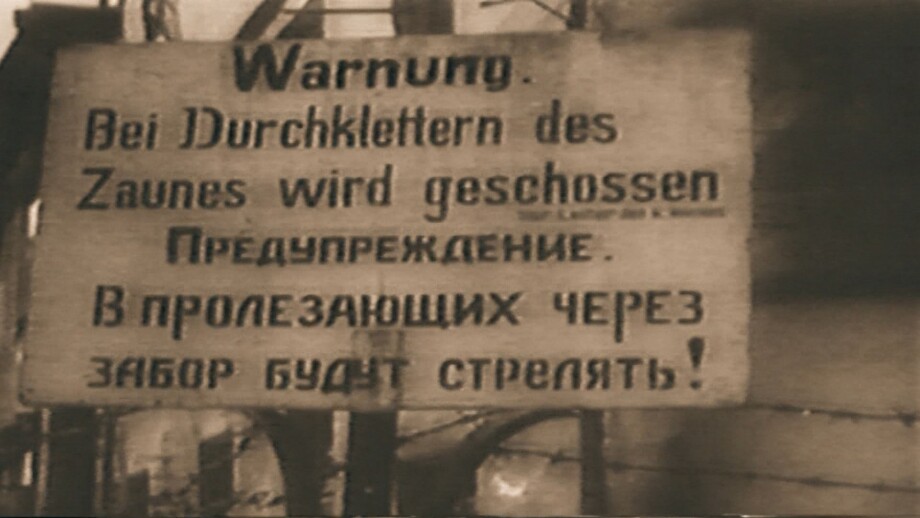 Warnung.
Bei Durchklettern des
Zaunes wird geschossen
Предупреждение.
В пролезающих через
забор будут стрелять!